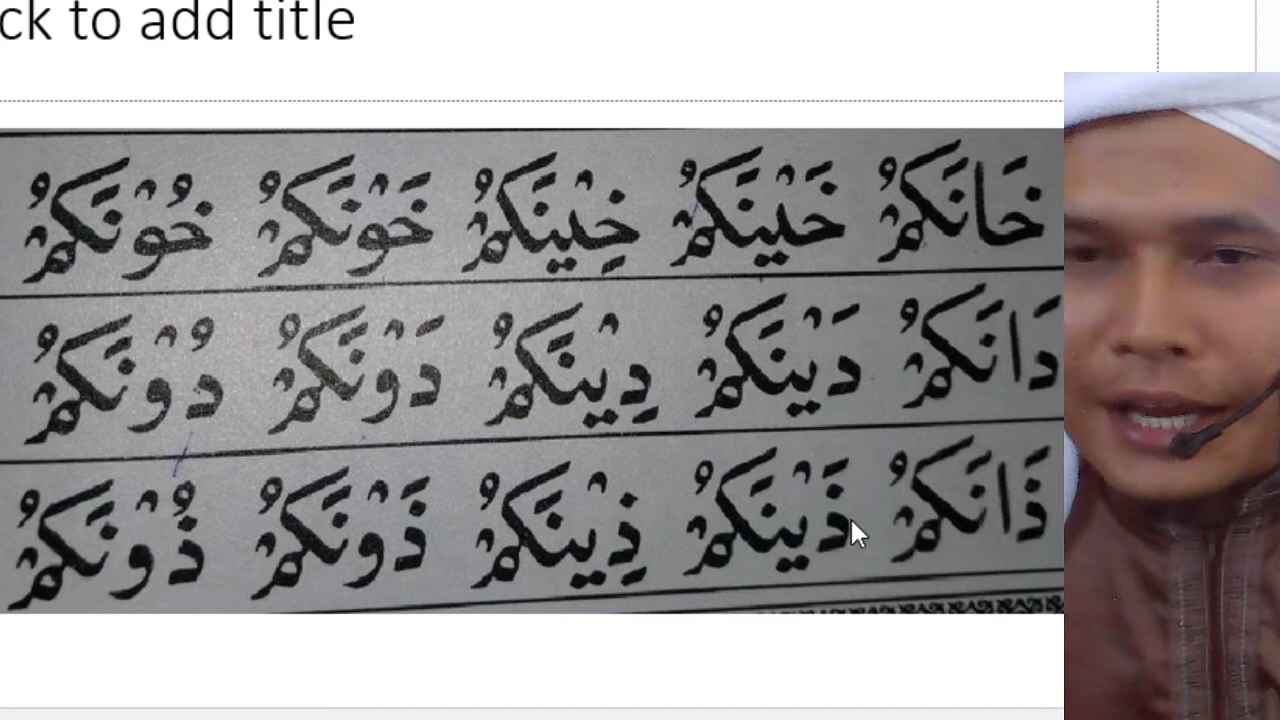 ck to add title
خَانَكُمْ خَيْنَكُمْ خِيْنَكُمْ خَوْنَكُمْ خُوْنَكُمْ
دَانَكُمْ دَيْنَكُمْ دِيْنَكُمْ دَوْنَكُمْ دُوْنَكُمْ
ذَانَكُمْ ذَيْنَكُمْ ذِيْنَكُمْ ذَوْنَكُمْ ذُوْنَكُمْ